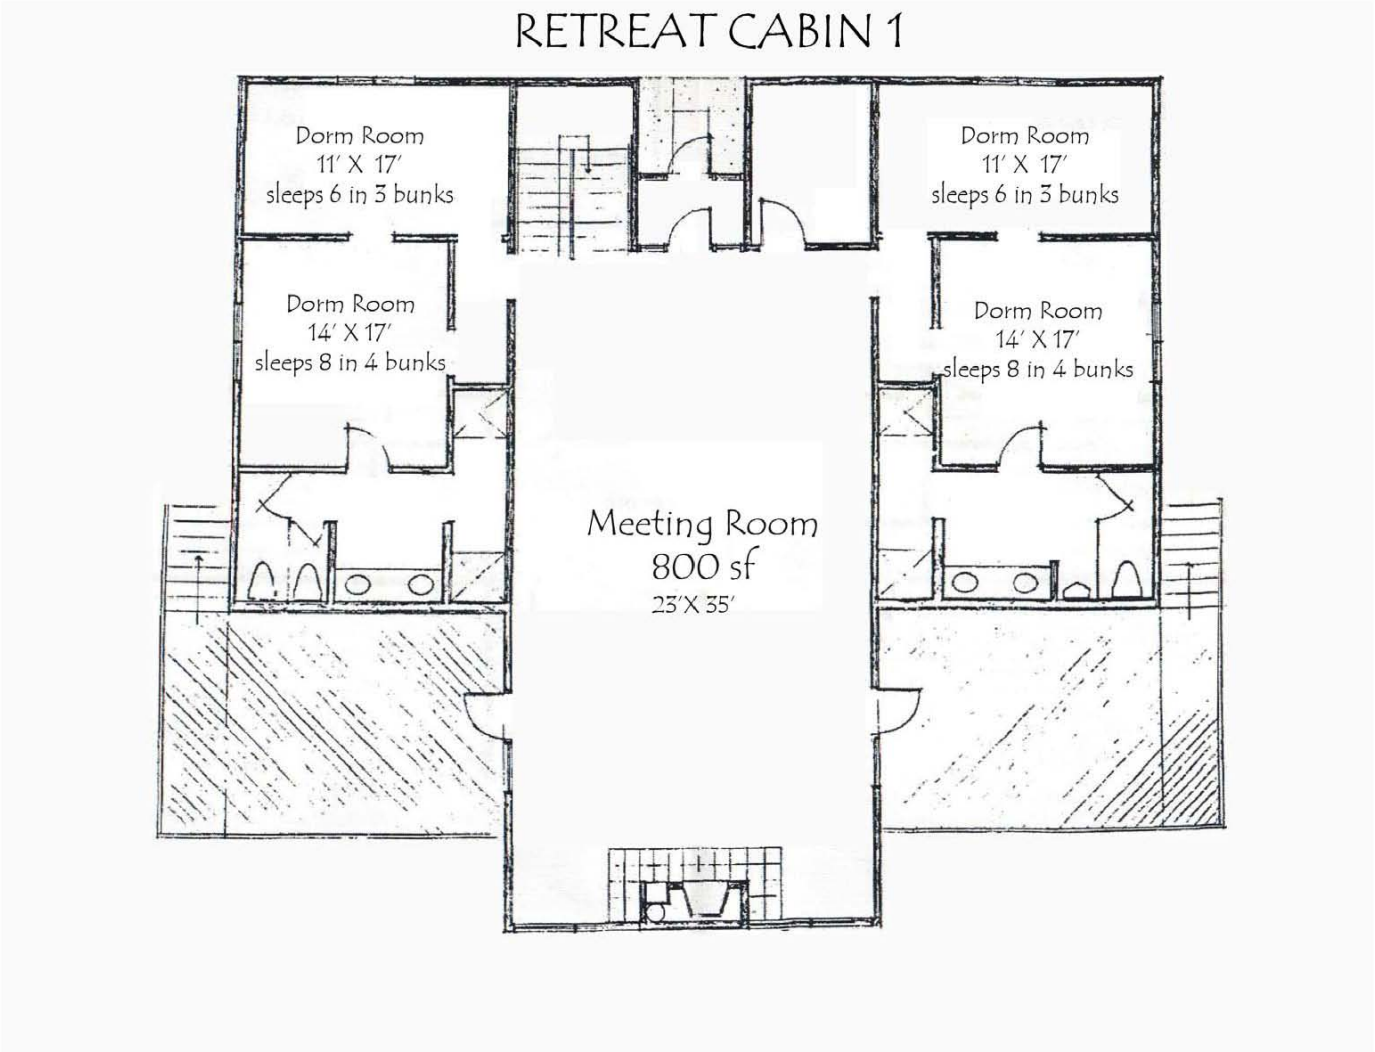 RETREAT CABIN 1
Dorm Room
11' X 17'
sleeps 6 in 3 bunks
Dorm Room
11' X 17'
sleeps 6 in 3 bunks
Dorm Room
14' X 17'
sleeps 8 in 4 bunks
Dorm Room
14' X 17'
sleeps 8 in 4 bunks
Meeting Room
800 sf
23'X 35'